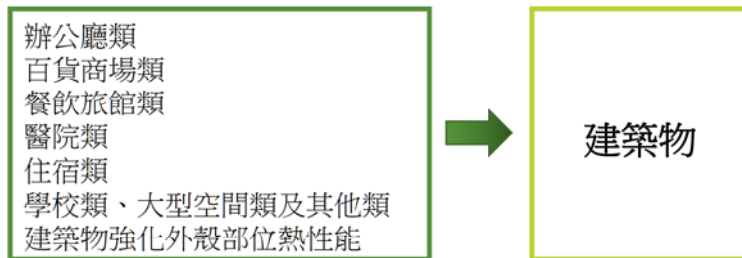 辦公廳類
百貨商場類
餐飲旅館類
醫院類
住宿類
學校類、大型空間類及其他類
建築物強化外殼部位熱性能
建築物